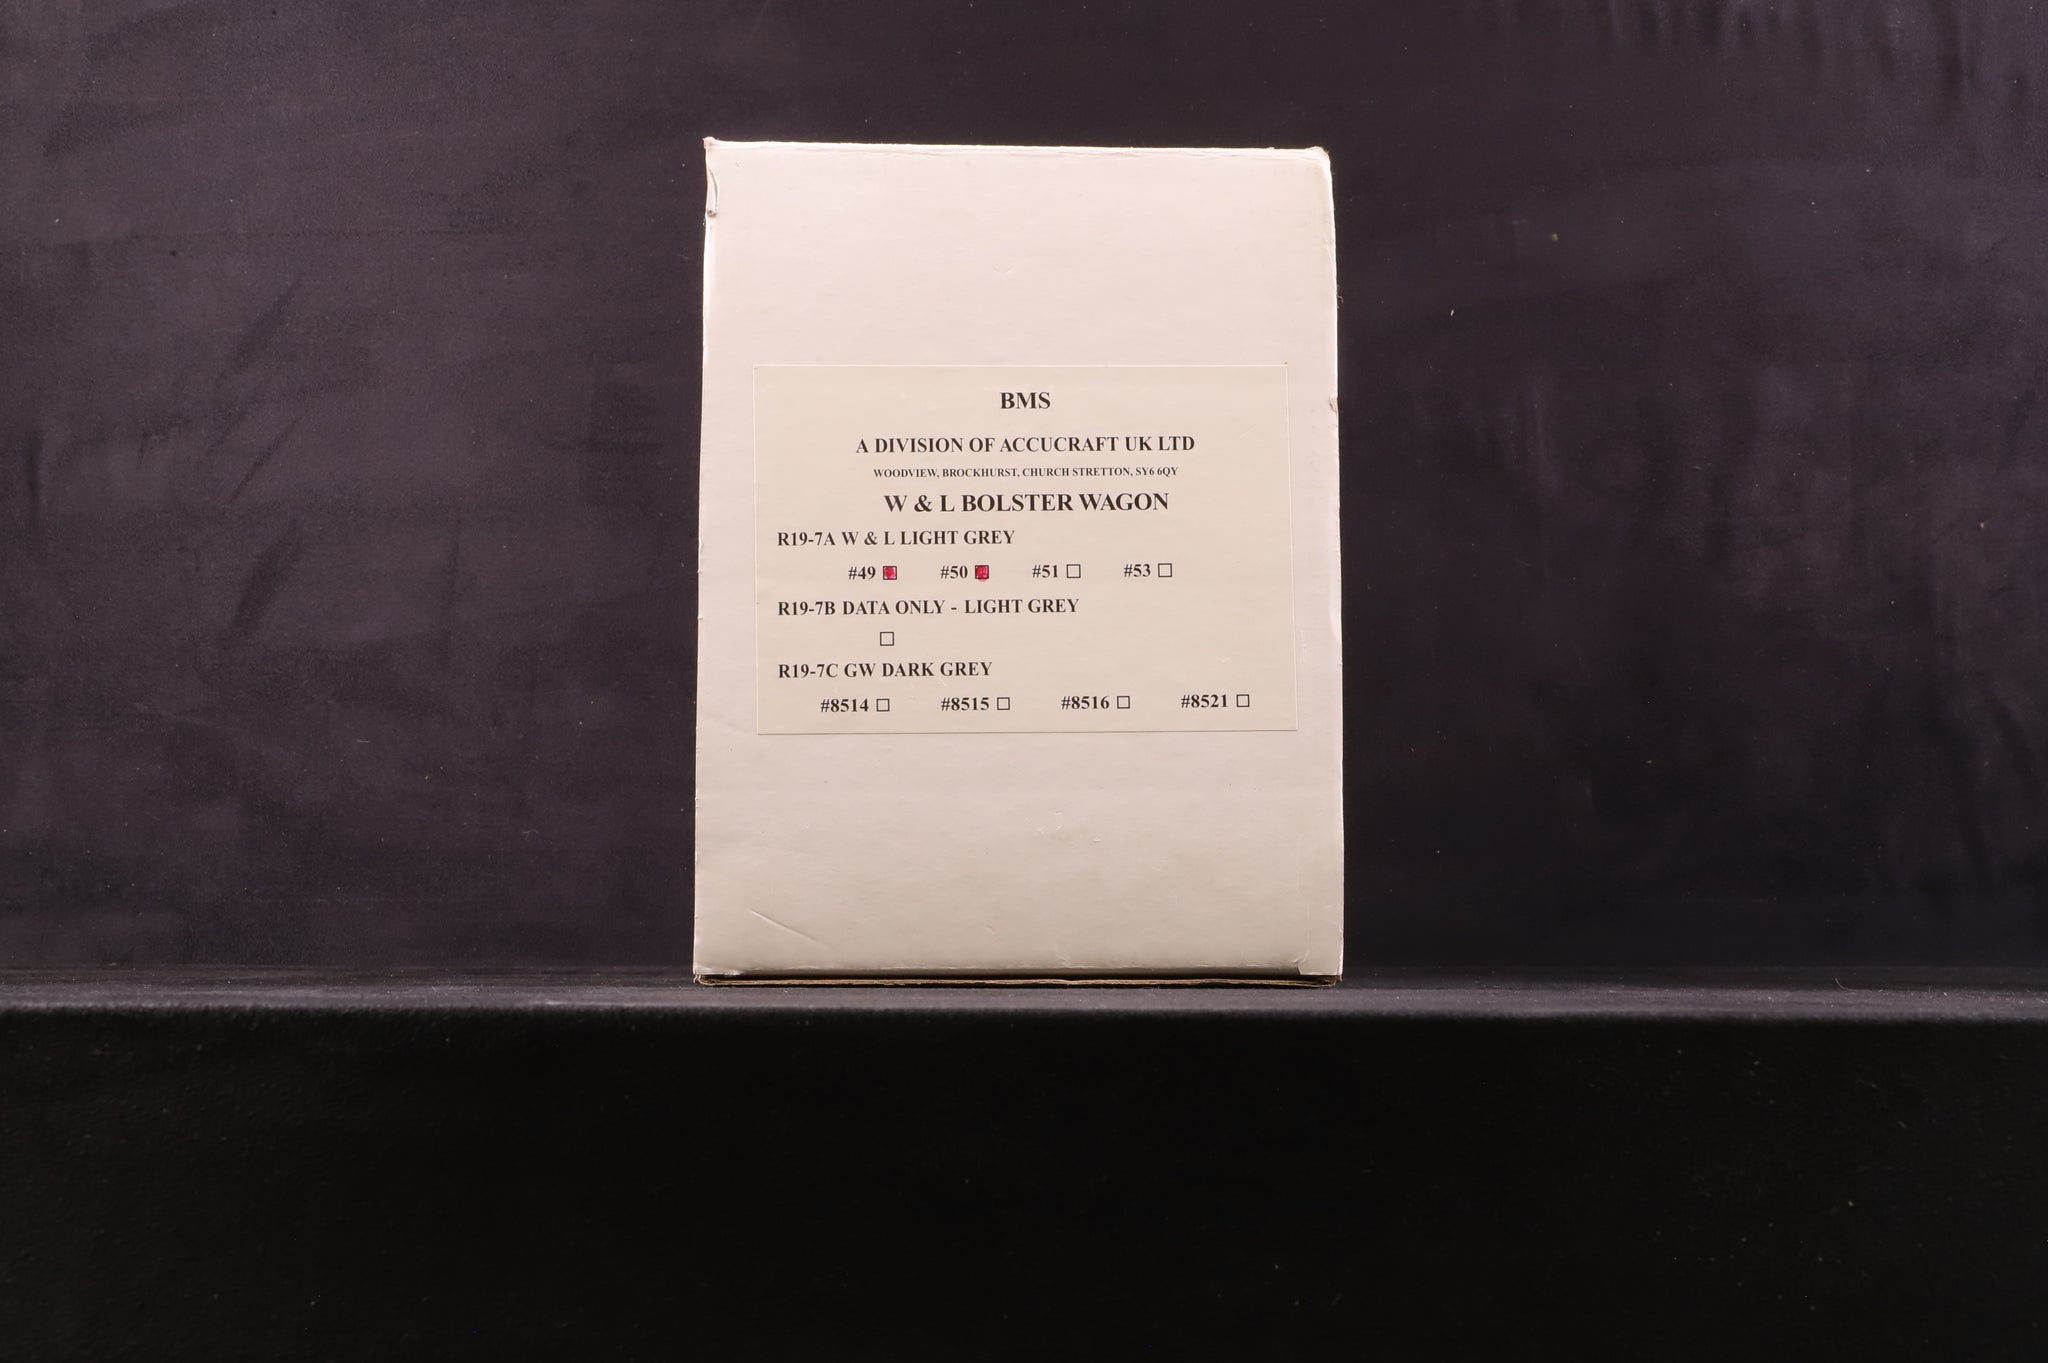 BMS
A DIVISION OF ACCUCRAFT UK LTD
WOODVIEW, BROCKHURST, CHURCH STRETTON, SY6 6QY
W & L BOLSTER WAGON
R19-7A W & L LIGHT GREY
#49 #50 #51 #53
R19-7B DATA ONLY - LIGHT GREY
R19-7C GW DARK GREY
#8514 #8515 #8516 #8521